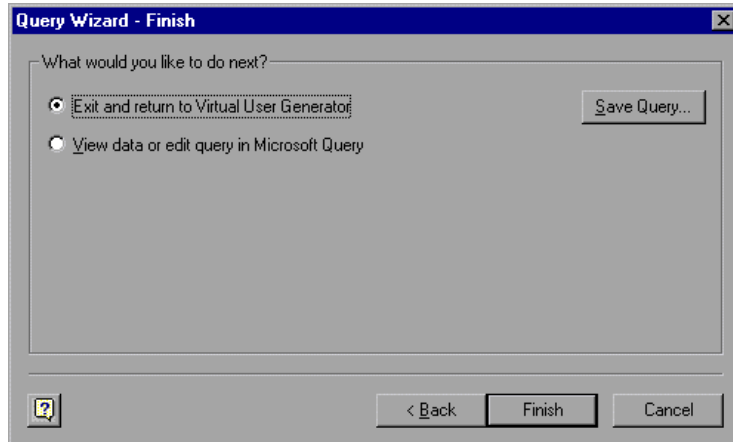 Query Wizard - Finish
What would you like to do next?
Exit and return to Virtual User Generator
Save Query...
View data or edit query in Microsoft Query
?
< Back
Finish
Cancel